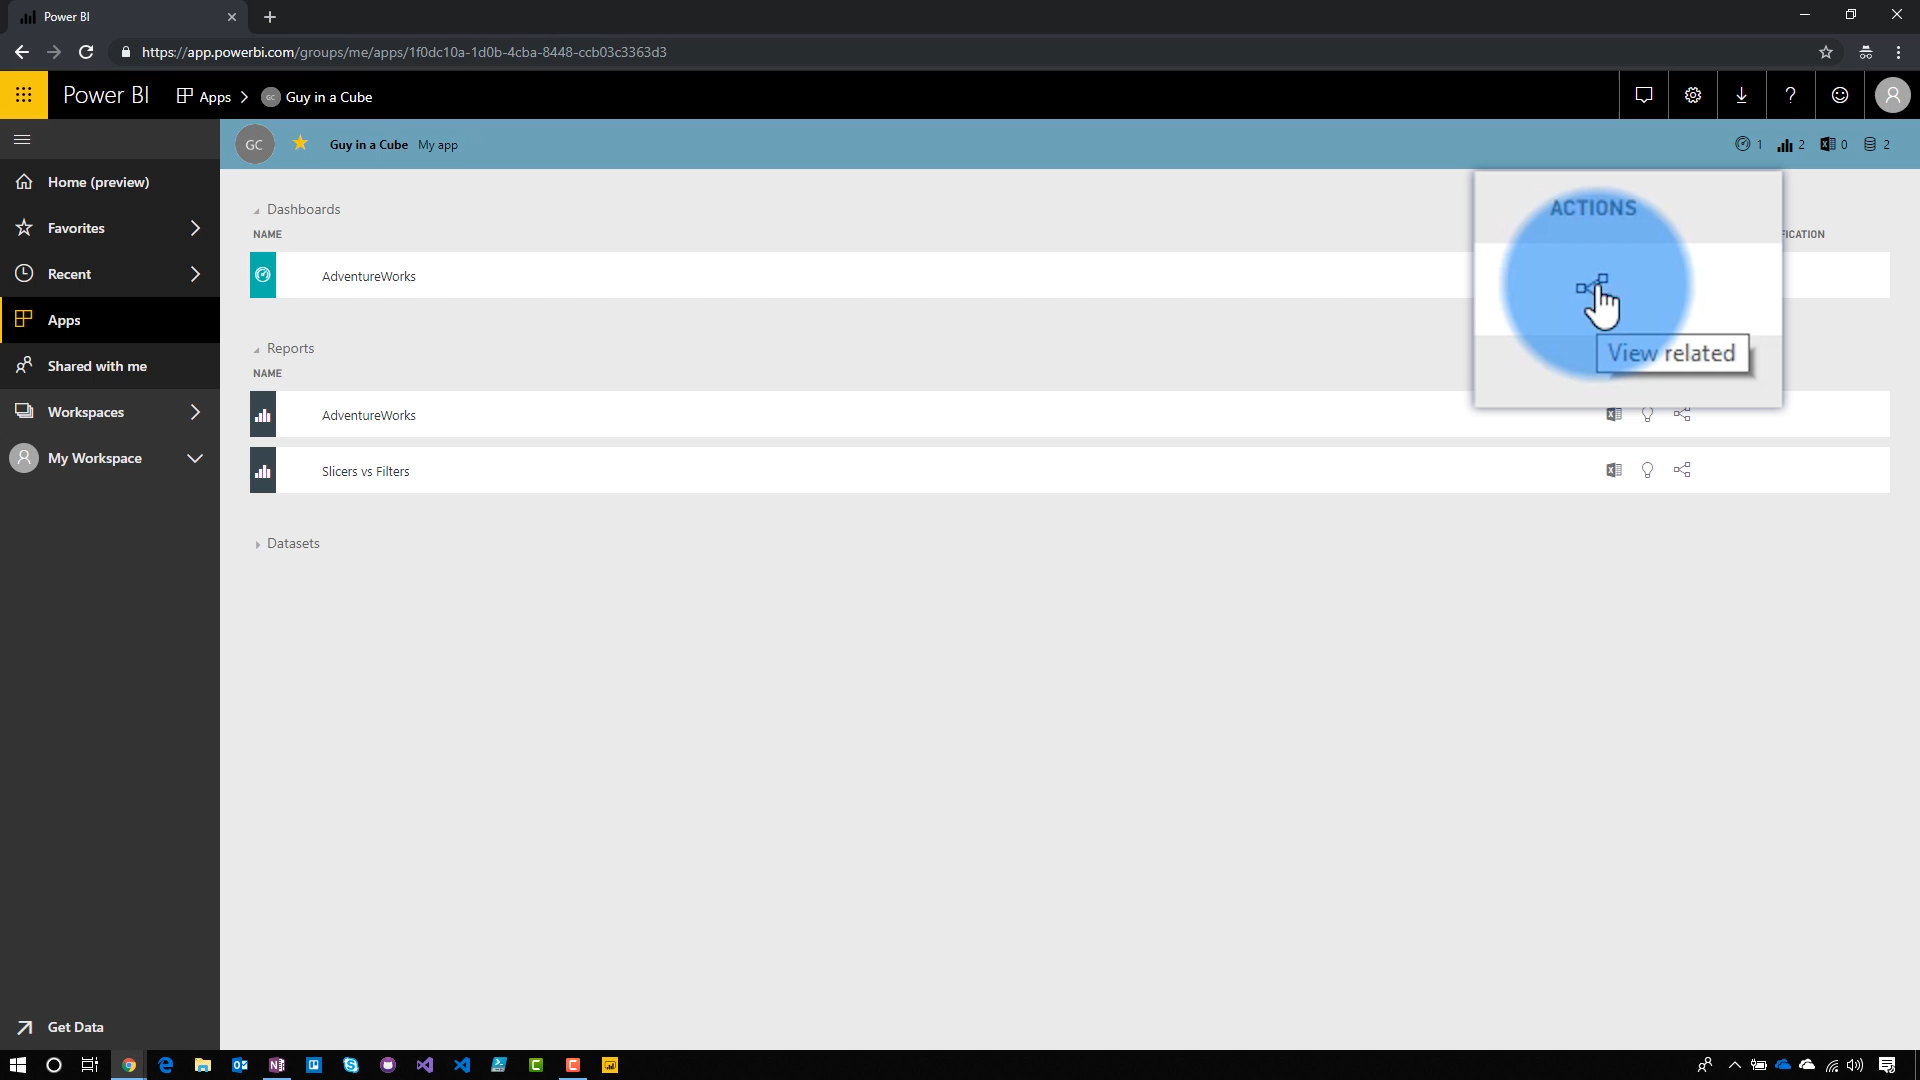 Power BI
https://app.powerbi.com/groups/me/apps/1f0dc10a-1d0b-4cba-8448-ccb03c3363d3
Power BI Apps GC Guy in a Cube
GC Guy in a Cube My app 1 2 0 2
Home (preview)
Favorites
Recent
Apps
Shared with me
Workspaces
My Workspace
Get Data
Dashboards
NAME
ACTIONS
FICATION
AdventureWorks
View related
Reports
NAME
AdventureWorks
Slicers vs Filters
Datasets